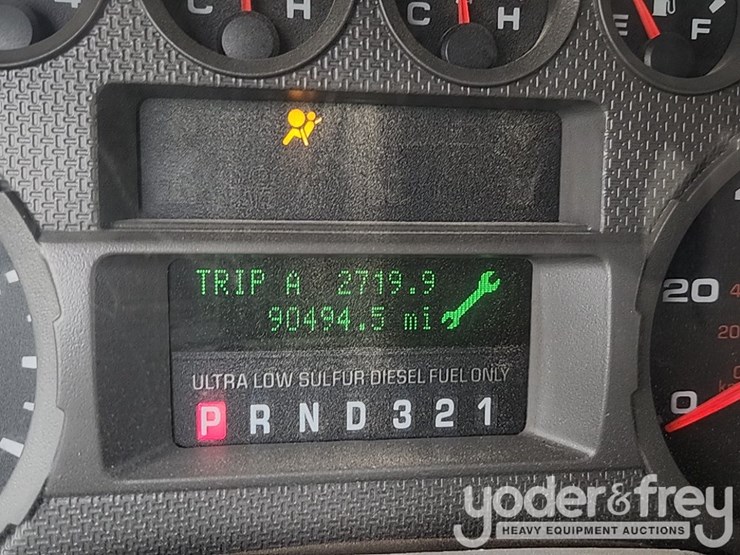 C H
C H
E F
TRIP A 2719.9
90494.5 mi
20
ULTRA LOW SULFUR DIESEL FUEL ONLY
P R N D 3 2 1
20
0
yoder&frey
HEAVY EQUIPMENT AUCTIONS